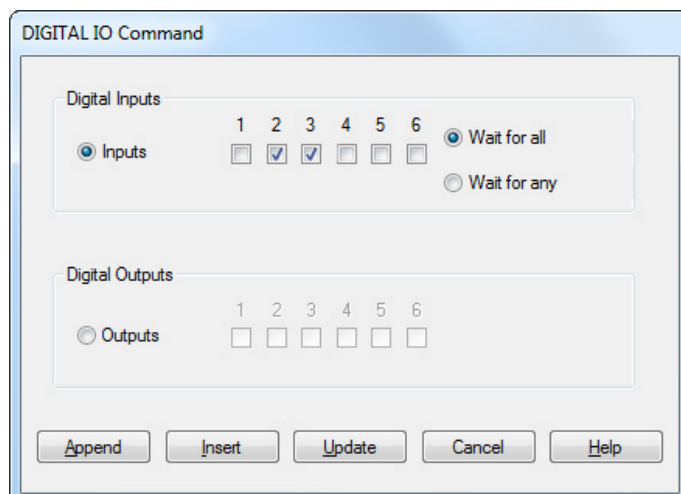 DIGITAL IO Command
Digital Inputs
1 2 3 4 5 6
Inputs
Wait for all
Wait for any
Digital Outputs
1 2 3 4 5 6
Outputs
Append Insert Update Cancel Help